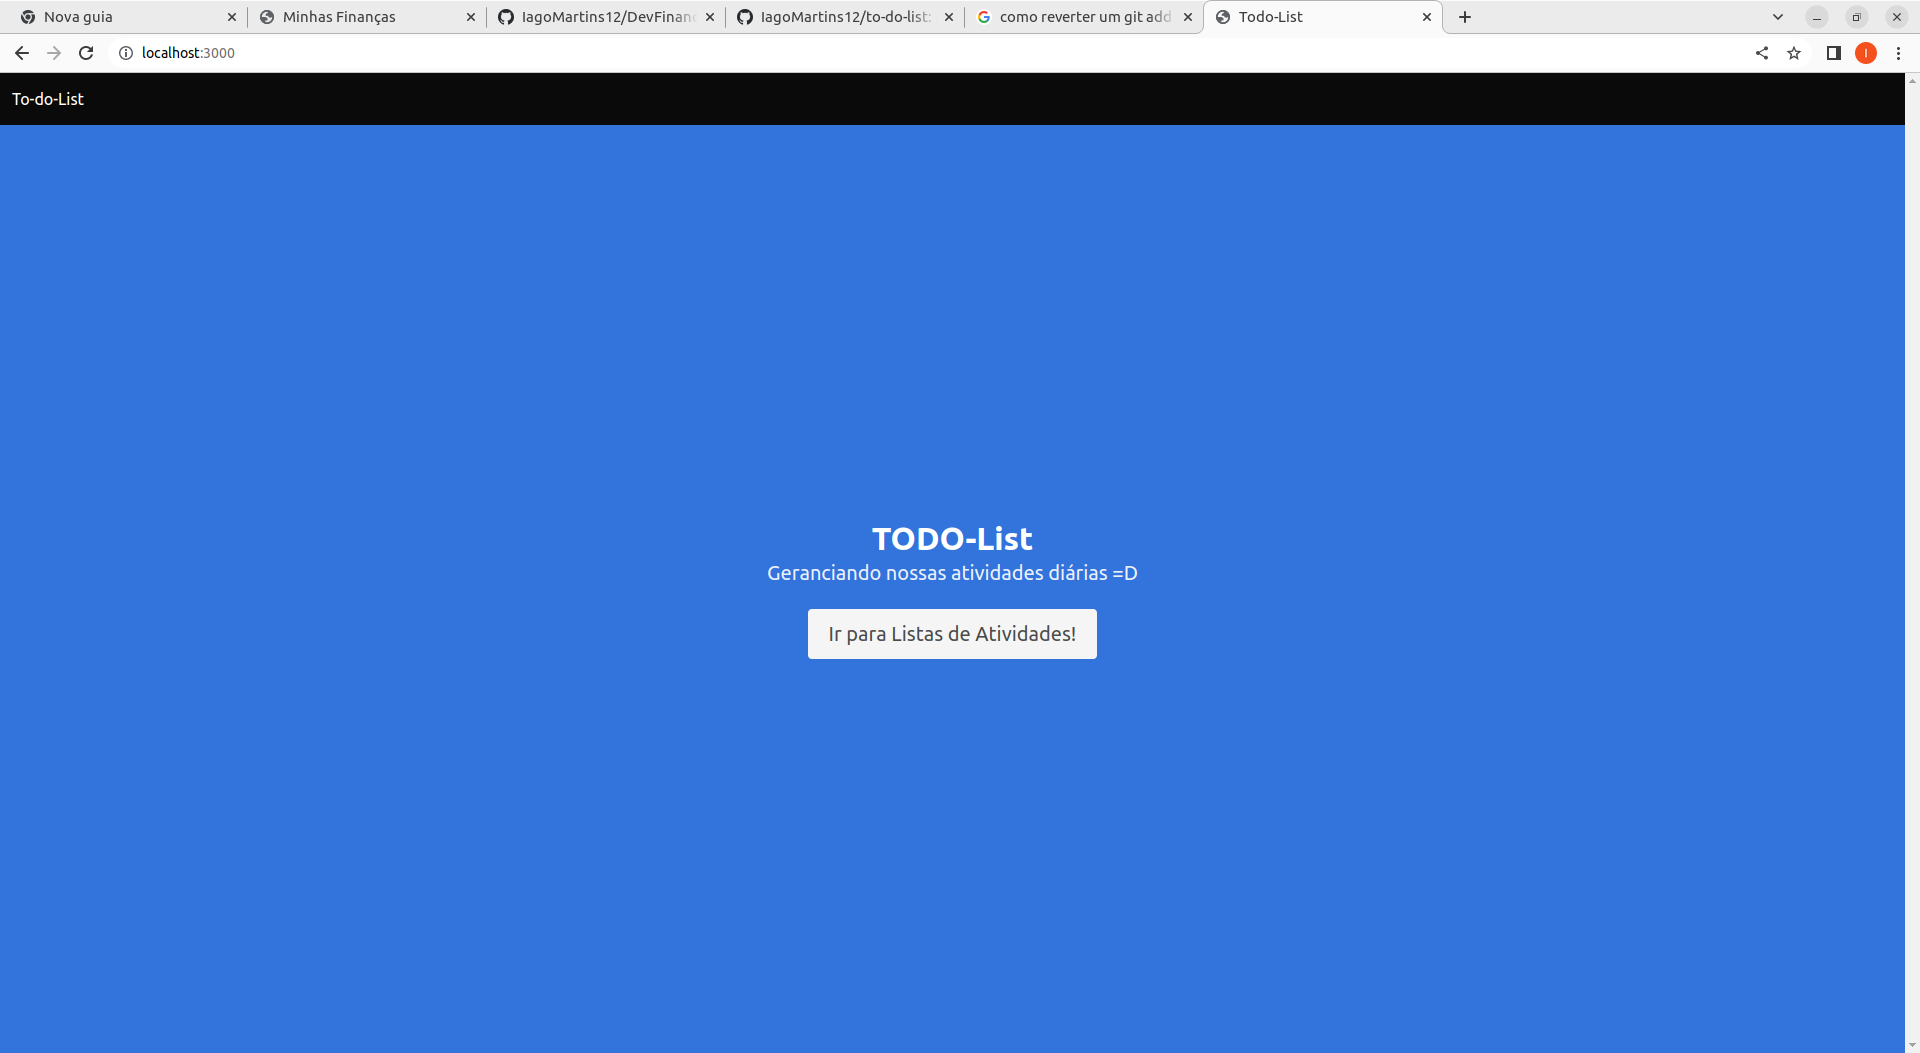 Nova guia
Minhas Finanças
IagoMartins12/DevFinan
IagoMartins12/to-do-list:
como reverter um git add
Todo-List
localhost:3000
I
To-do-List
TODO-List
Geranciando nossas atividades diárias =D
Ir para Listas de Atividades!